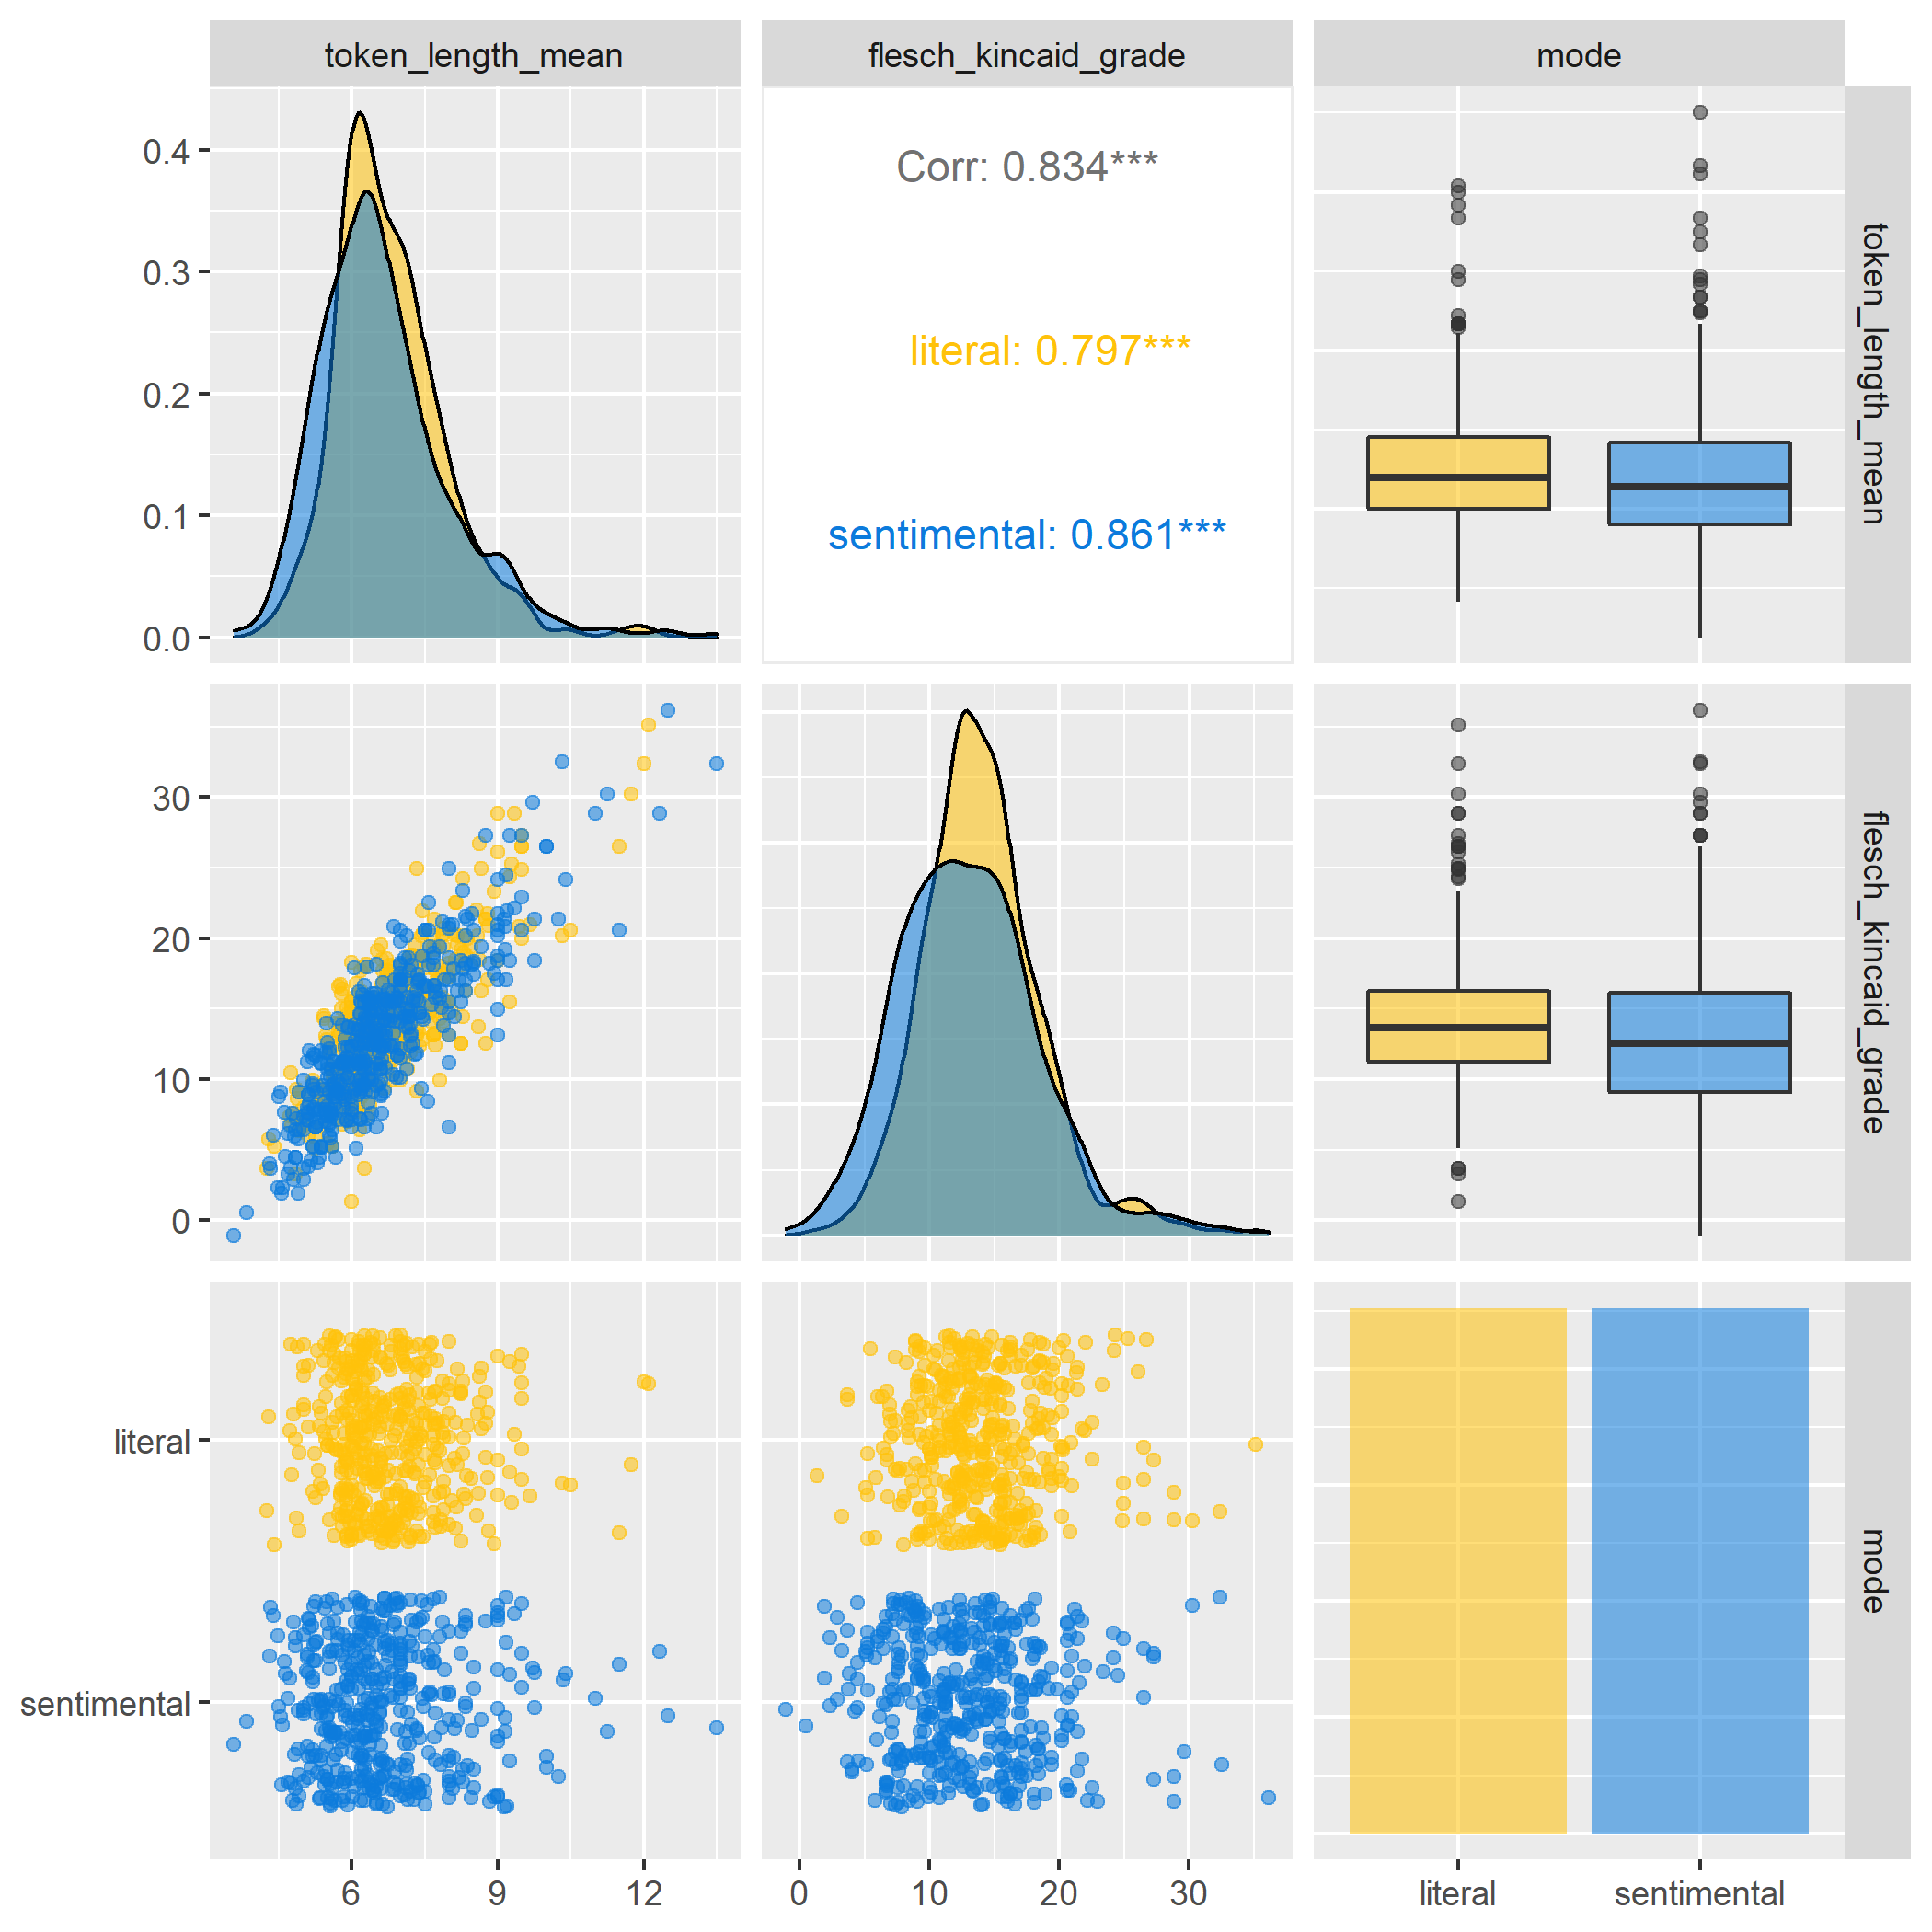 token_length_mean
flesch_kincaid_grade
mode
0.4
0.3
0.2
0.1
0.0
Corr: 0.834***
literal: 0.797***
sentimental: 0.861***
token_length_mean
30
20
10
0
flesch_kincaid_grade
literal
sentimental
mode
6 9 12
0 10 20 30
literal sentimental